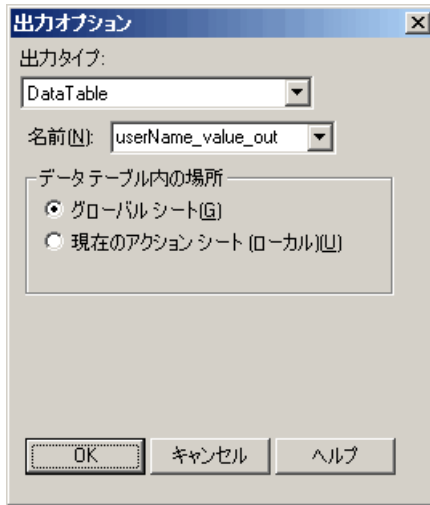 出力オプション
出力タイプ:
DataTable
名前(N): userName_value_out
データ テーブル内の場所
グローバル シート(G)
現在のアクション シート (ローカル)(U)
OK キャンセル ヘルプ